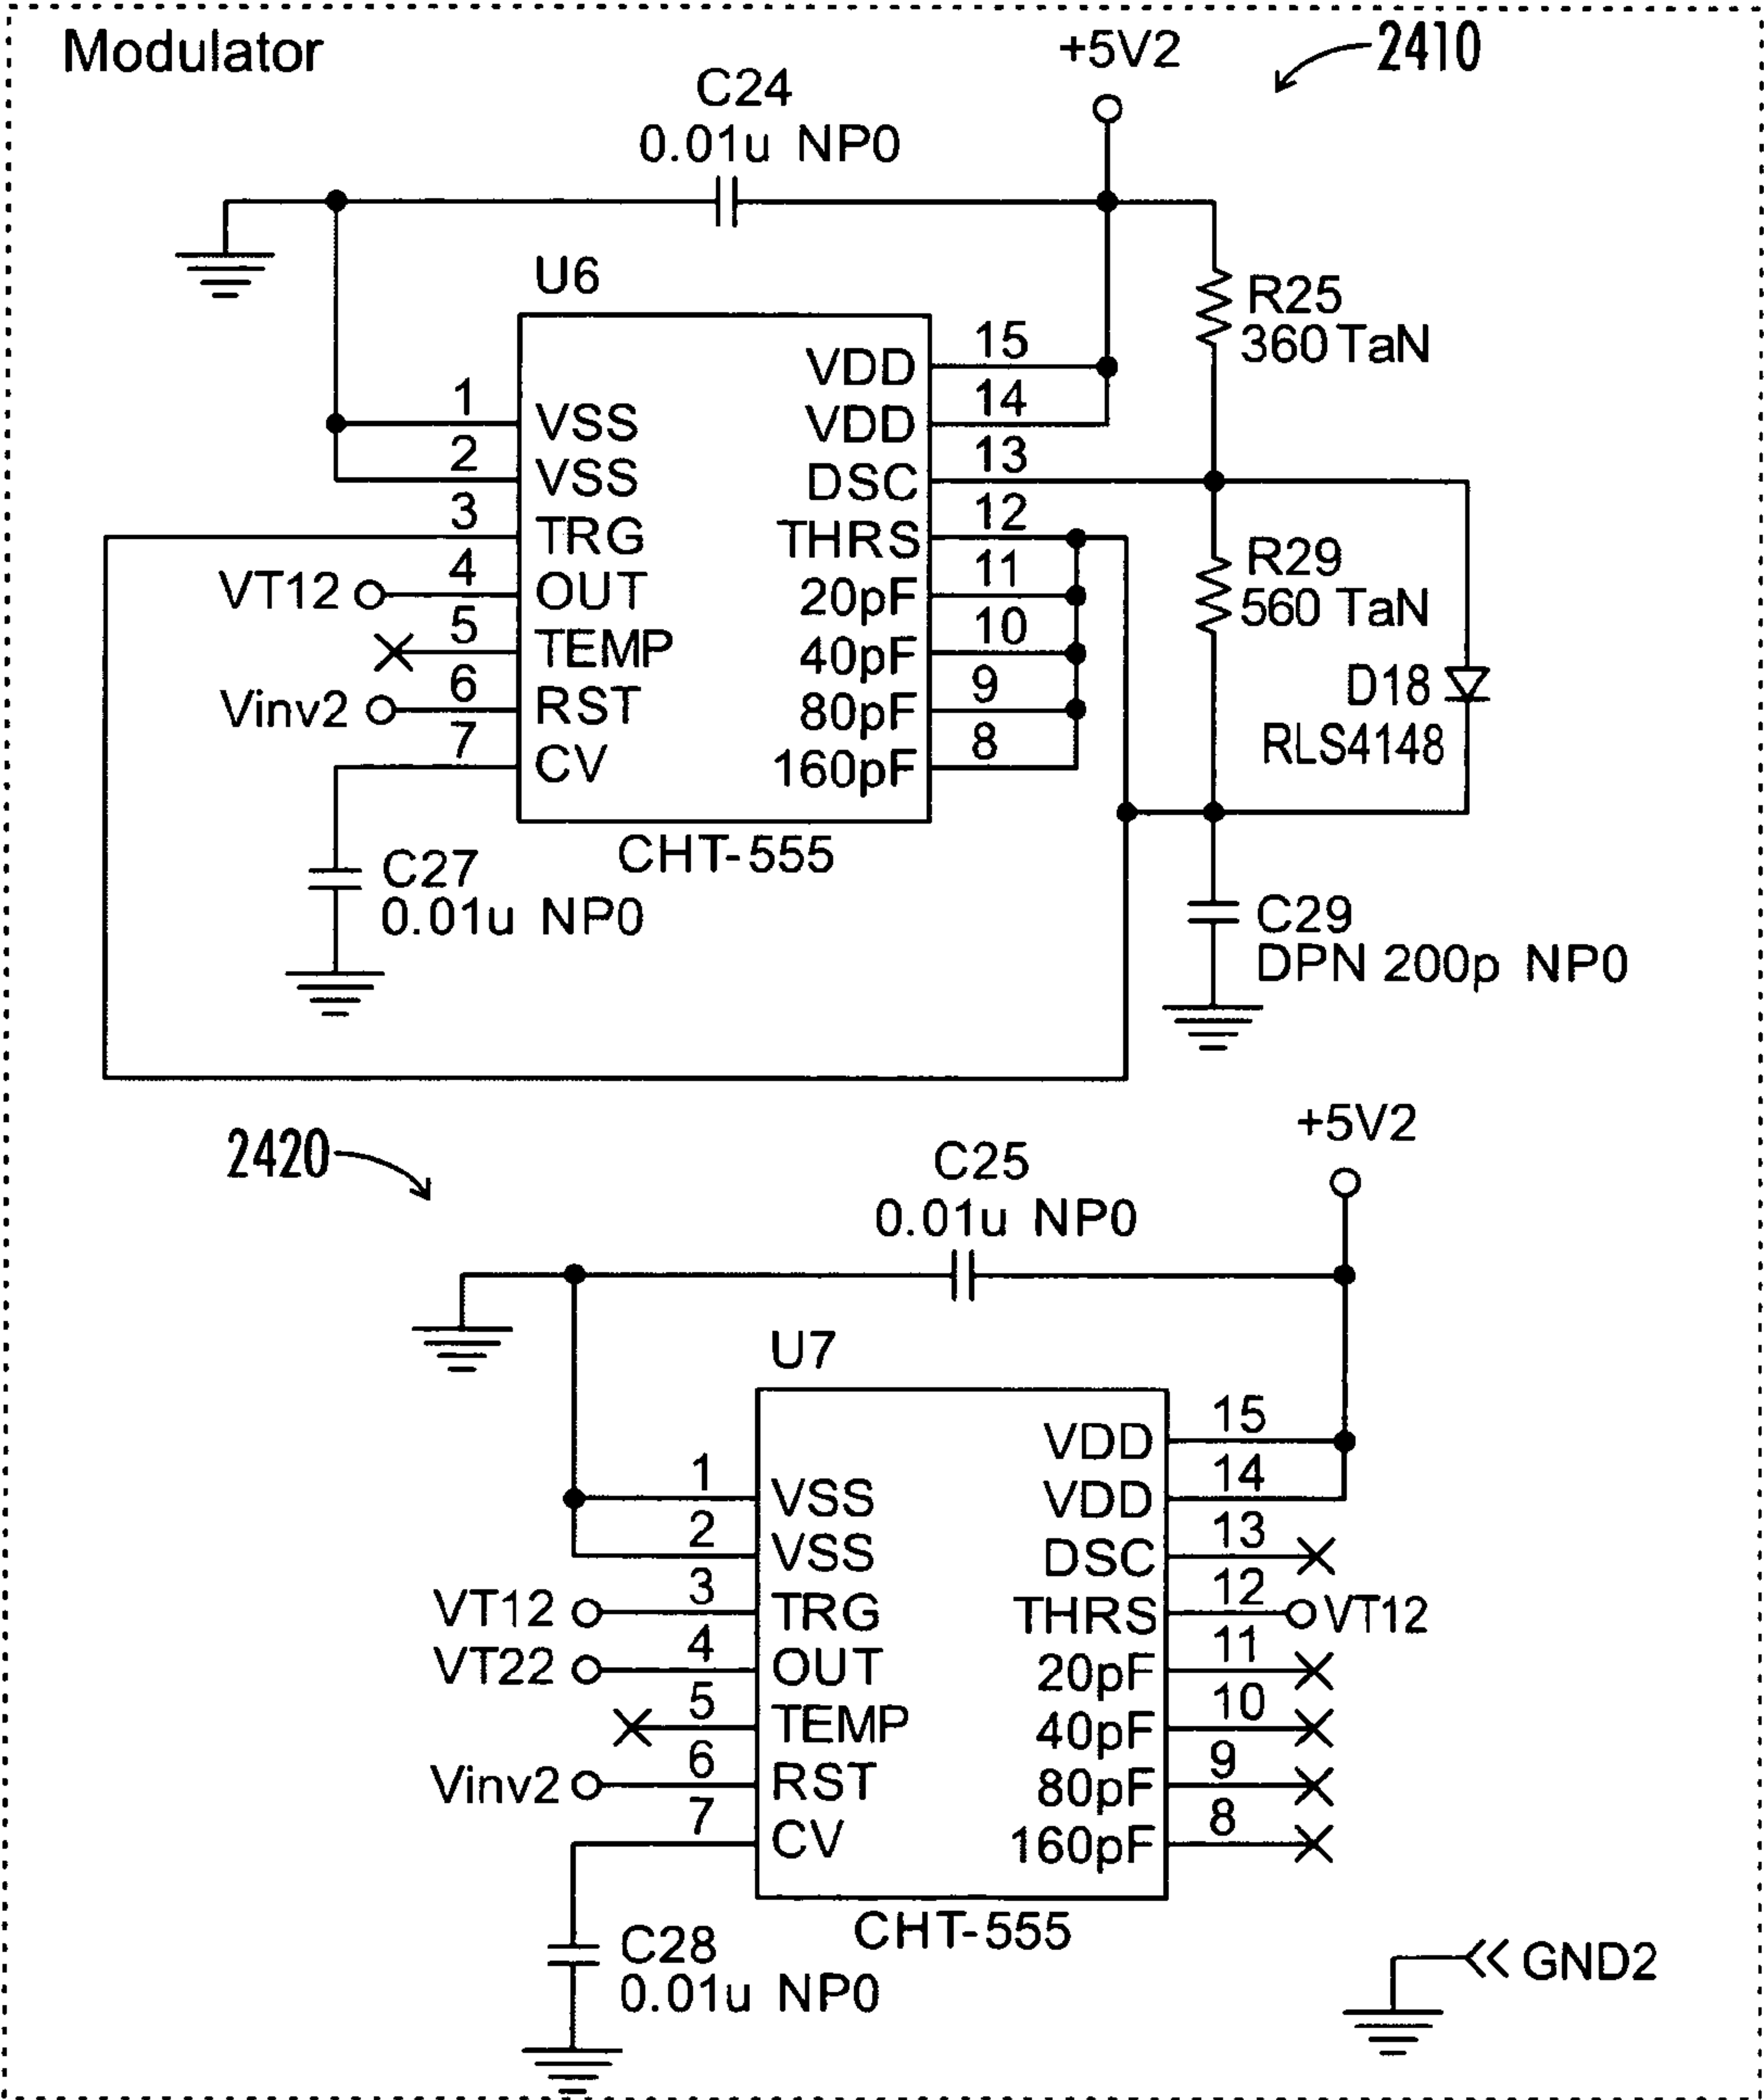 Modulator
+5V2
2410
C24
0.01u NP0
U6
R25
360 TaN
VDD 15
VDD 14
1 VSS
2 VSS
DSC 13
3 TRG
THRS 12
VT12 4 OUT
20pF 11
5 TEMP
40pF 10
Vinv2 6 RST
80pF 9
7 CV
160pF 8
R29
560 TaN
D18
RLS4148
CHT-555
C27
0.01u NP0
C29
DPN 200p NP0
+5V2
2420
C25
0.01u NP0
U7
VDD 15
VDD 14
1 VSS
2 VSS
DSC 13
VT12 3 TRG
THRS 12 VT12
VT22 4 OUT
20pF 11
5 TEMP
40pF 10
Vinv2 6 RST
80pF 9
7 CV
160pF 8
CHT-555
C28
0.01u NP0
GND2